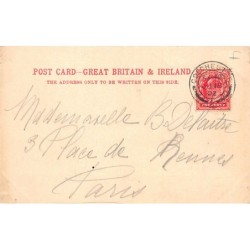 POST CARD—GREAT BRITAIN & IRELAND
THE ADDRESS ONLY TO BE WRITTEN ON THIS SIDE.
Mademoiselle B.
3 Place de Rennes
Paris